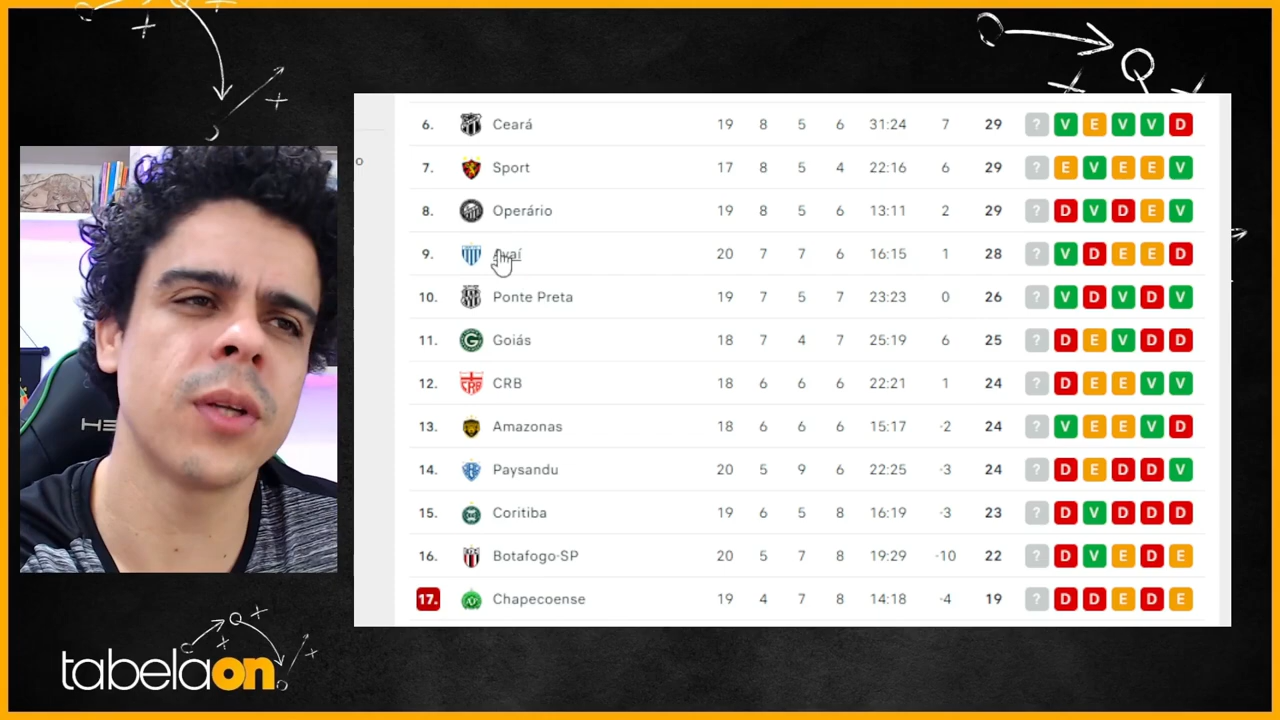 6. Ceará 19 8 5 6 31:24 7 29 ? V E V V D
7. Sport 17 8 5 4 22:16 6 29 ? E V E E V
8. Operário 19 8 5 6 13:11 2 29 ? D V D E V
9. Avaí 20 7 7 6 16:15 1 28 ? V D E E D
10. Ponte Preta 19 7 5 7 23:23 0 26 ? V D V D V
11. Goiás 18 7 4 7 25:19 6 25 ? D E V D D
12. CRB 18 6 6 6 22:21 1 24 ? D E E V V
13. Amazonas 18 6 6 6 15:17 -2 24 ? V E E V D
14. Paysandu 20 5 9 6 22:25 -3 24 ? D E D D V
15. Coritiba 19 6 5 8 16:19 -3 23 ? D V D D D
16. Botafogo-SP 20 5 7 8 19:29 -10 22 ? D V E D E
17. Chapecoense 19 4 7 8 14:18 -4 19 ? D D E D E
o
HE
tabelaon